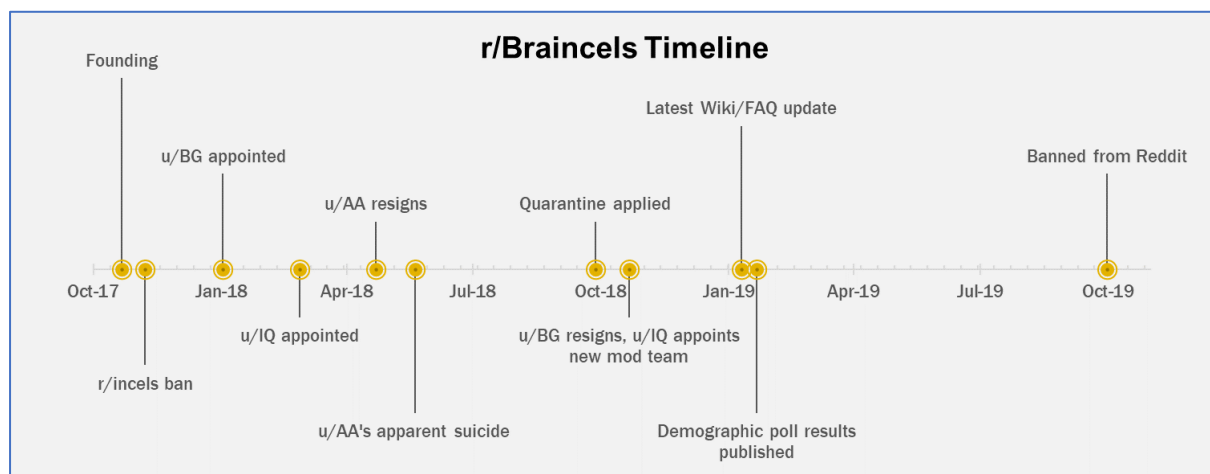 r/Braincels Timeline
Founding
Latest Wiki/FAQ update
u/BG appointed
Banned from Reddit
u/AA resigns
Quarantine applied
Oct-17
Jan-18
Apr-18
Jul-18
Oct-18
Jan-19
Apr-19
Jul-19
Oct-19
u/IQ appointed
u/BG resigns, u/IQ appoints
new mod team
r/incels ban
u/AA's apparent suicide
Demographic poll results
published